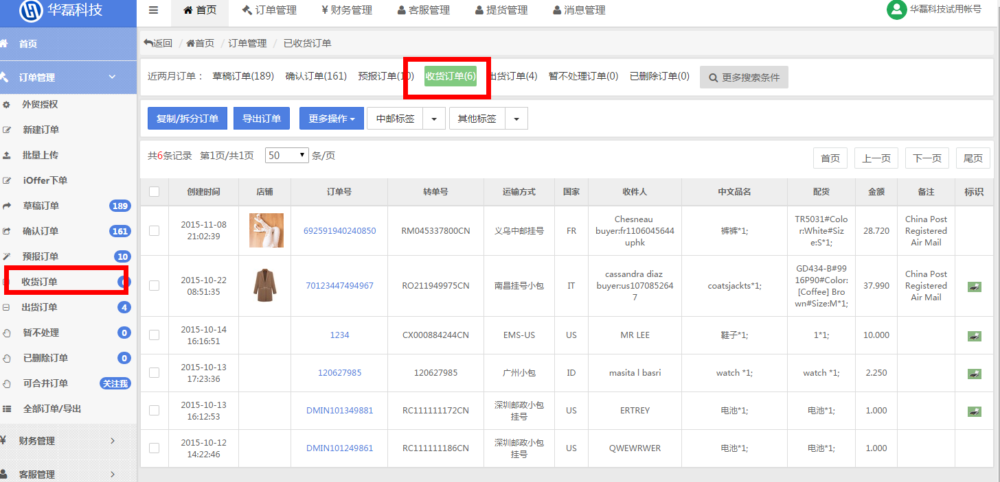 华磊科技
首页
订单管理
¥财务管理
客服管理
提货管理
消息管理
华磊科技试用帐号
首页
订单管理
外贸授权
新建订单
批量上传
iOffer下单
草稿订单 189
确认订单 161
预报订单 10
收货订单
出货订单 4
暂不处理 0
已删除订单 0
可合并订单 关注我
全部订单/导出
¥ 财务管理
客服管理
返回 / 首页 / 订单管理 / 已收货订单
近两月订单： 草稿订单(189) 确认订单(161) 预报订单(10) 收货订单(6) 出货订单(4) 暂不处理订单(0) 已删除订单(0) 更多搜索条件
复制/拆分订单 导出订单 更多操作 中邮标签 其他标签
共6条记录 第1页/共1页 50 条/页 首页 上一页 下一页 尾页
创建时间 店铺 订单号 转单号 运输方式 国家 收件人 中文品名 配货 金额 备注 标识
2015-11-08
21:02:39
692591940240850
RM045337800CN
义乌中邮挂号
FR
Chesneau
buyer:fr1106045644
uphk
裤裤*1;
TR5031#Colo
r:White#Siz
e:S*1;
28.720
China Post
Registered
Air Mail
2015-10-22
08:51:35
70123447494967
RO211949975CN
南昌挂号小包
IT
cassandra diaz
buyer:us107085264
7
coatsjackts*1;
GD434-B#99
16P90#Color:
[Coffee] Bro
wn#Size:M*1;
37.990
China Post
Registered
Air Mail
2015-10-14
16:16:51
1234
CX000884244CN
EMS-US
US
MR LEE
鞋子*1;
1*1;
10.000
2015-10-13
17:23:36
120627985
120627985
广州小包
ID
masita l basri
watch *1;
watch *1;
2.250
2015-10-13
16:12:53
DMIN101349881
RC111111172CN
深圳邮政小包
挂号
US
ERTREY
电池*1;
电池*1;
1.000
2015-10-12
14:22:46
DMIN101249861
RC111111186CN
深圳邮政小包
挂号
US
QWEWRWER
电池*1;
电池*1;
1.000